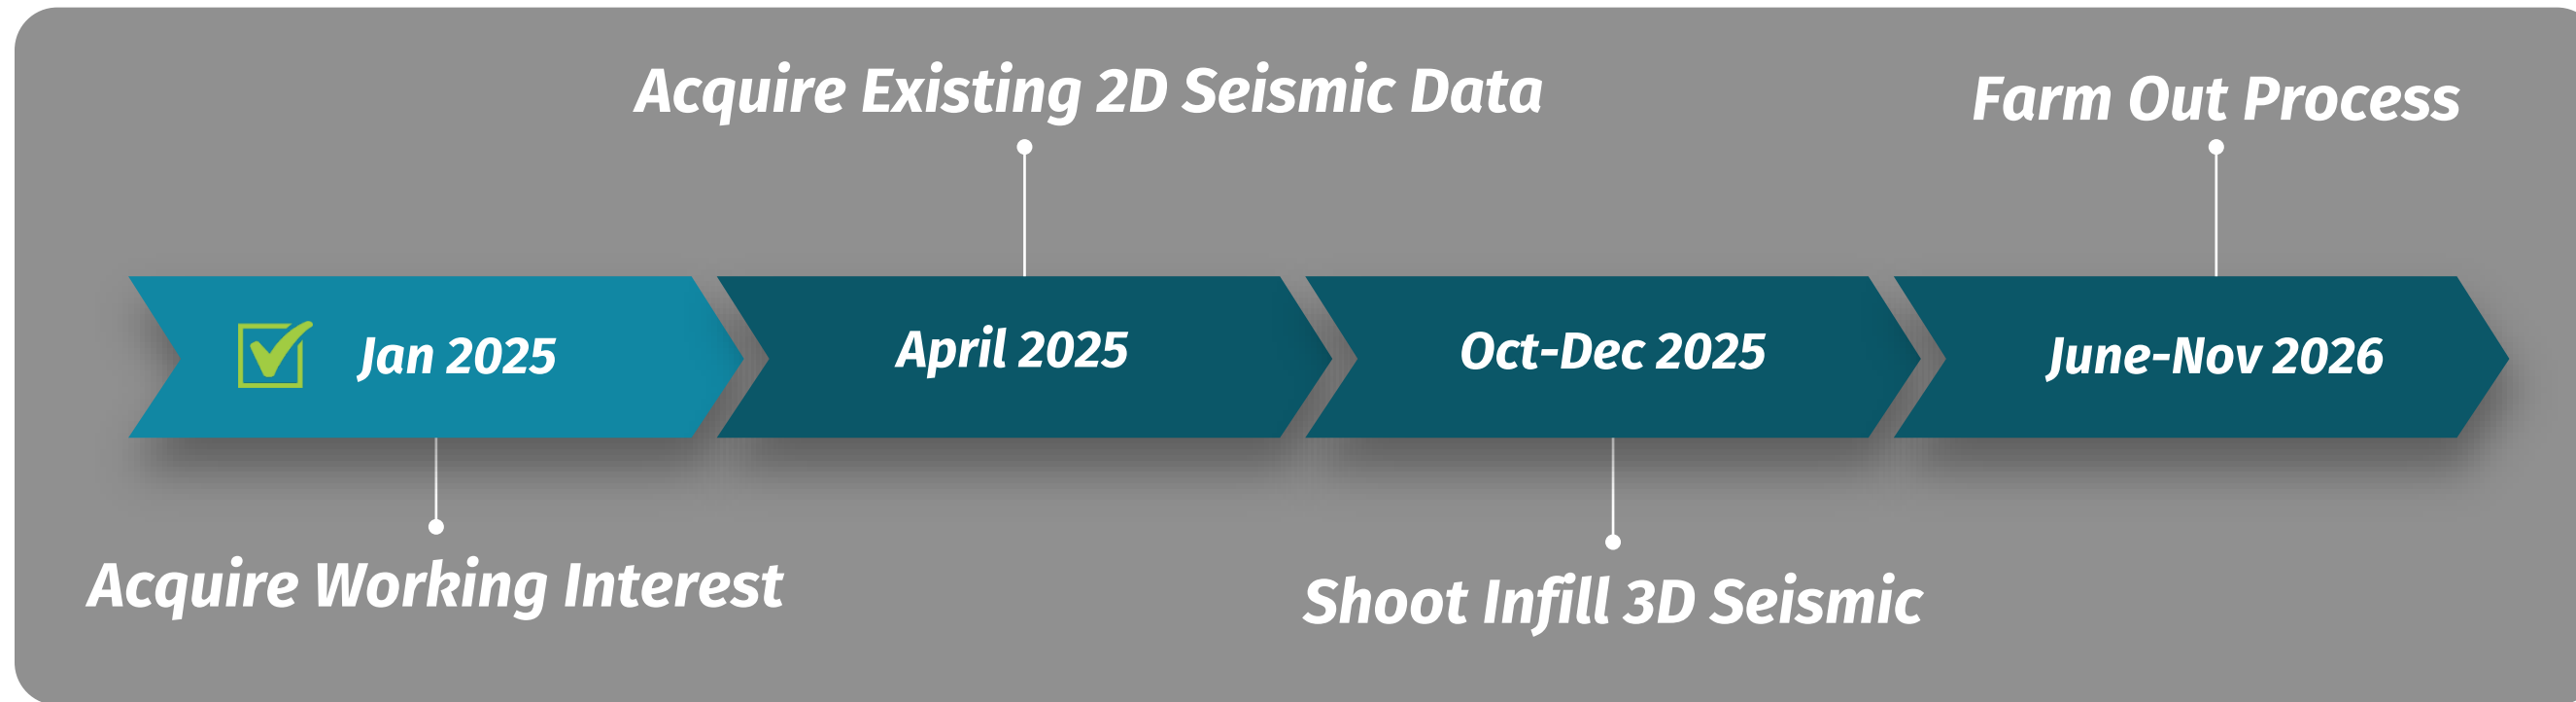 Acquire Existing 2D Seismic Data
Farm Out Process
Jan 2025
April 2025
Oct-Dec 2025
June-Nov 2026
Acquire Working Interest
Shoot Infill 3D Seismic